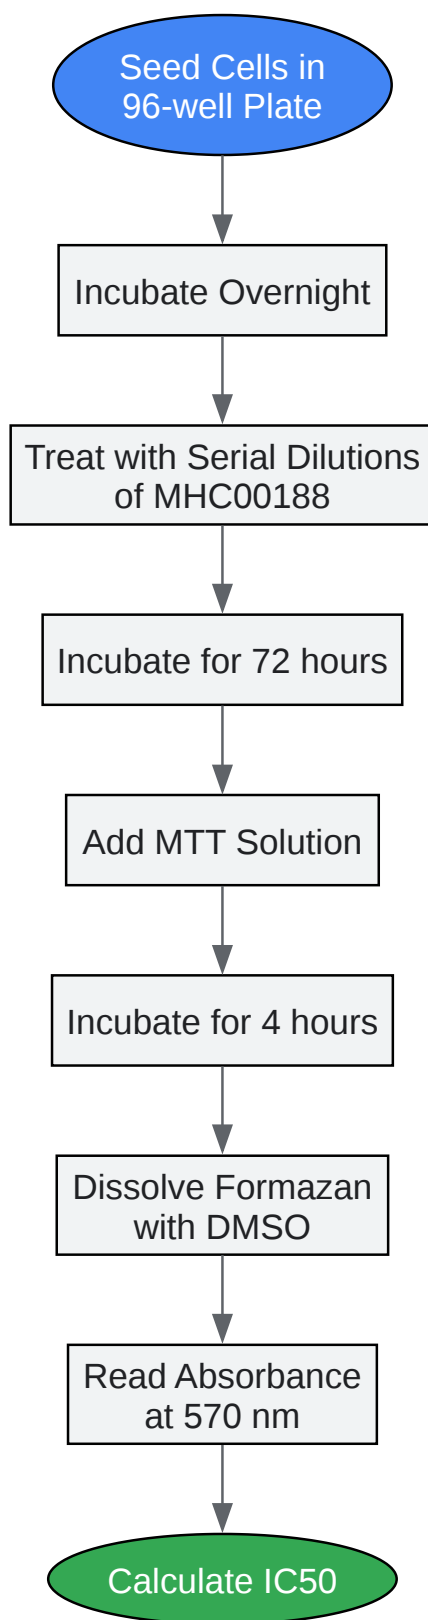 Seed Cells in
96-well Plate
Incubate Overnight
Treat with Serial Dilutions
of MHC00188
Incubate for 72 hours
Add MTT Solution
Incubate for 4 hours
Dissolve Formazan
with DMSO
Read Absorbance
at 570 nm
Calculate IC50